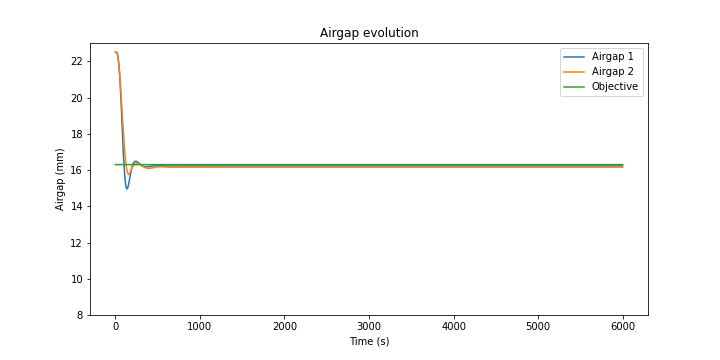 Airgap evolution
Airgap 1
Airgap 2
Objective
Airgap (mm)
22
20
18
16
14
12
10
8
0
1000
2000
3000
4000
5000
6000
Time (s)